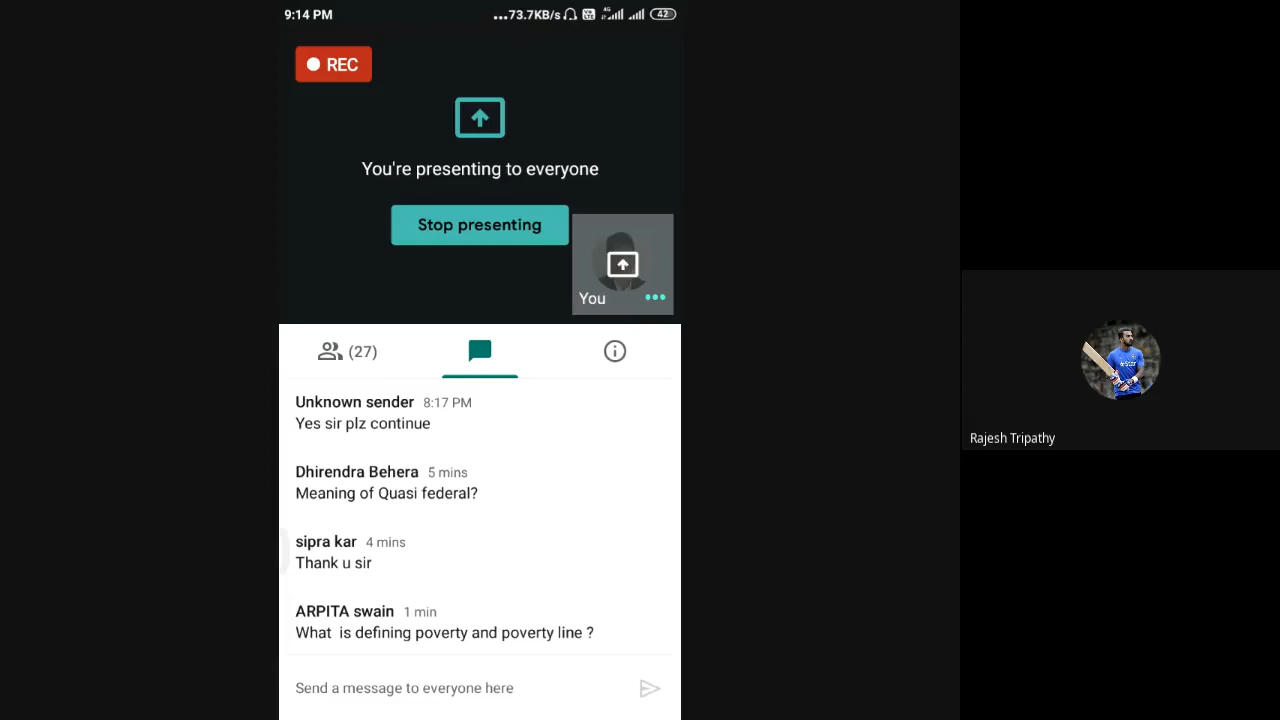 9:14 PM
...73.7KB/s 4G 42
REC
You're presenting to everyone
Stop presenting
You
(27)
Unknown sender 8:17 PM
Yes sir plz continue
Dhirendra Behera 5 mins
Meaning of Quasi federal?
sipra kar 4 mins
Thank u sir
ARPITA swain 1 min
What is defining poverty and poverty line ?
Send a message to everyone here
Rajesh Tripathy